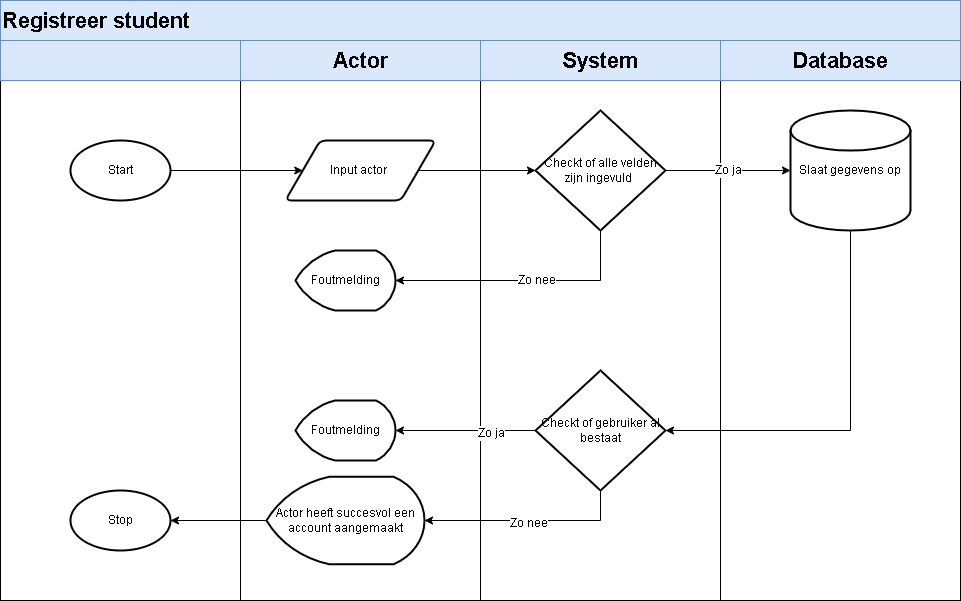 Registreer student
Actor
System
Database
Start
Input actor
Checkt of alle velden
zijn ingevuld
Zo ja
Slaat gegevens op
Foutmelding
Zo nee
Foutmelding
Zo ja
Checkt of gebruiker al
bestaat
Stop
Actor heeft succesvol een
account aangemaakt
Zo nee